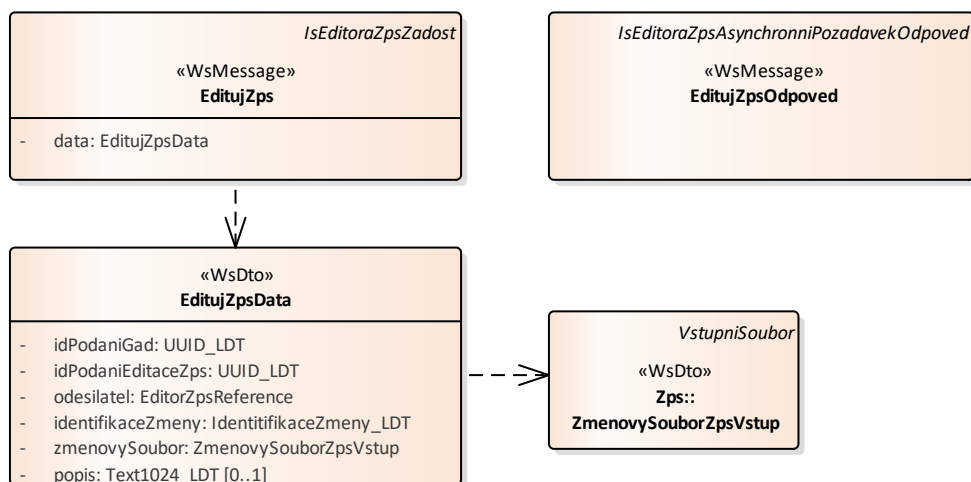 IsEditoraZpsZadost
«WsMessage»
EditujZps
- data: EditujZpsData
IsEditoraZpsAsynchronniPozadavekOdpoved
«WsMessage»
EditujZpsOdpoved
«WsDto»
EditujZpsData
- idPodaniGad: UUID_LDT
- idPodaniEditaceZps: UUID_LDT
- odesilatel: EditorZpsReference
- identifikaceZmeny: IdentitifikaceZmeny_LDT
- zmenovySoubor: ZmenovySouborZpsVstup
- popis: Text1024_LDT [0..1]
VstupniSoubor
«WsDto»
Zps::
ZmenovySouborZpsVstup